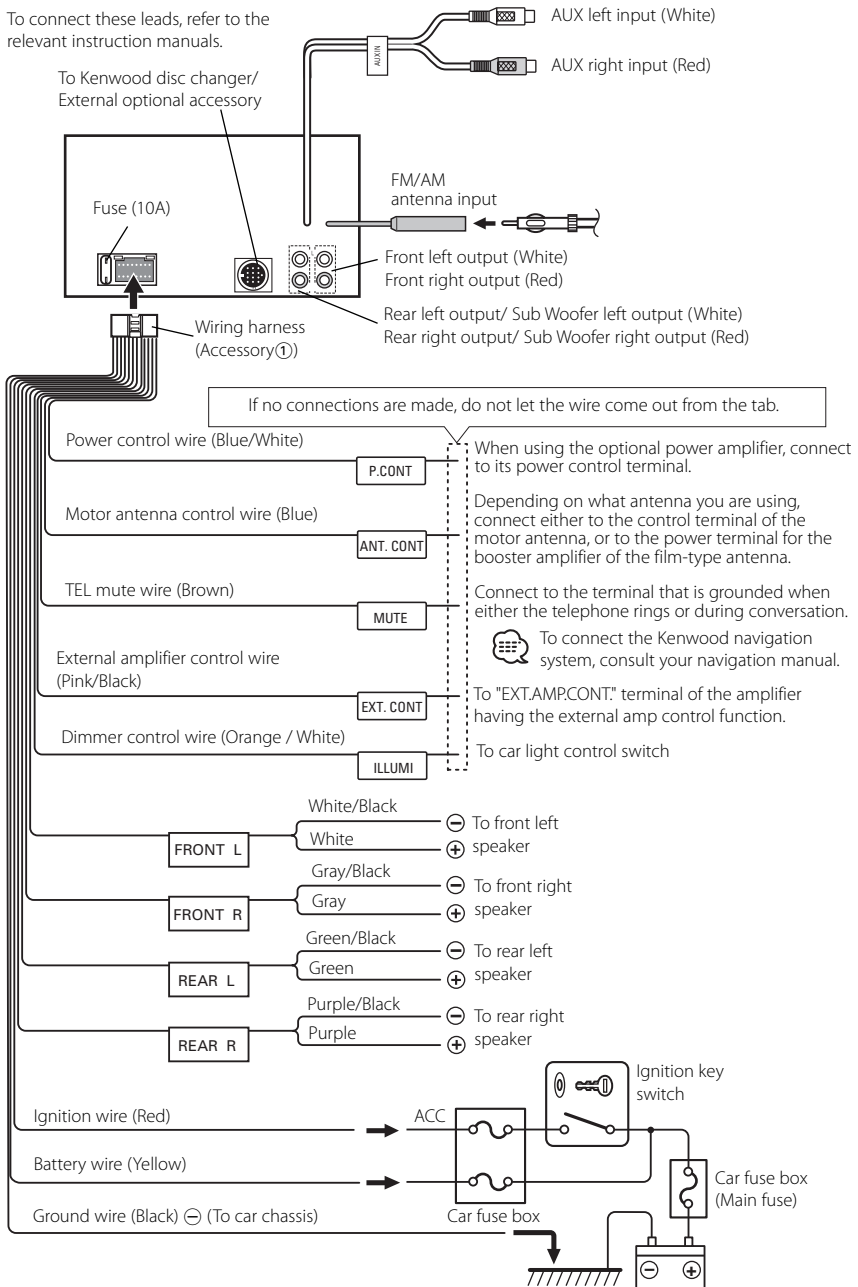 To connect these leads, refer to the
relevant instruction manuals.
AUX left input (White)
AUXIN
AUX right input (Red)
To Kenwood disc changer/
External optional accessory
FM/AM
antenna input
Fuse (10A)
Front left output (White)
Front right output (Red)
Rear left output/ Sub Woofer left output (White)
Rear right output/ Sub Woofer right output (Red)
Wiring harness
(Accessory①)
If no connections are made, do not let the wire come out from the tab.
Power control wire (Blue/White)
P.CONT
When using the optional power amplifier, connect
to its power control terminal.
Motor antenna control wire (Blue)
ANT. CONT
Depending on what antenna you are using,
connect either to the control terminal of the
motor antenna, or to the power terminal for the
booster amplifier of the film-type antenna.
TEL mute wire (Brown)
MUTE
Connect to the terminal that is grounded when
either the telephone rings or during conversation.
To connect the Kenwood navigation
system, consult your navigation manual.
External amplifier control wire
(Pink/Black)
EXT. CONT
To "EXT.AMP.CONT." terminal of the amplifier
having the external amp control function.
Dimmer control wire (Orange / White)
ILLUMI
To car light control switch
FRONT L
White/Black
White
⊖ To front left
⊕ speaker
FRONT R
Gray/Black
Gray
⊖ To front right
⊕ speaker
REAR L
Green/Black
Green
⊖ To rear left
⊕ speaker
REAR R
Purple/Black
Purple
⊖ To rear right
⊕ speaker
Ignition key
switch
Ignition wire (Red)
ACC
Battery wire (Yellow)
Car fuse box
(Main fuse)
Ground wire (Black) ⊖ (To car chassis)
Car fuse box
⊖ ⊕